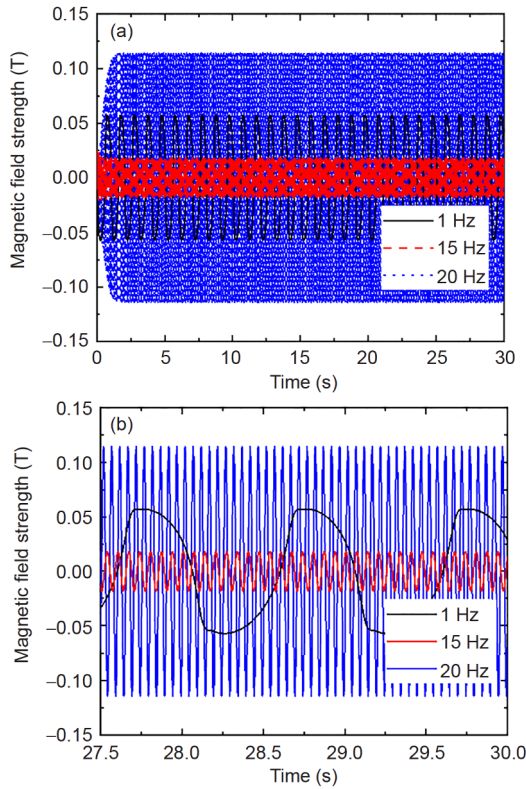 (a)
Magnetic field strength (T)
0.15
0.10
0.05
0.00
−0.05
−0.10
−0.15
1 Hz
15 Hz
20 Hz
0 5 10 15 20 25 30
Time (s)
(b)
Magnetic field strength (T)
0.15
0.10
0.05
0.00
−0.05
−0.10
−0.15
1 Hz
15 Hz
20 Hz
27.5 28.0 28.5 29.0 29.5 30.0
Time (s)